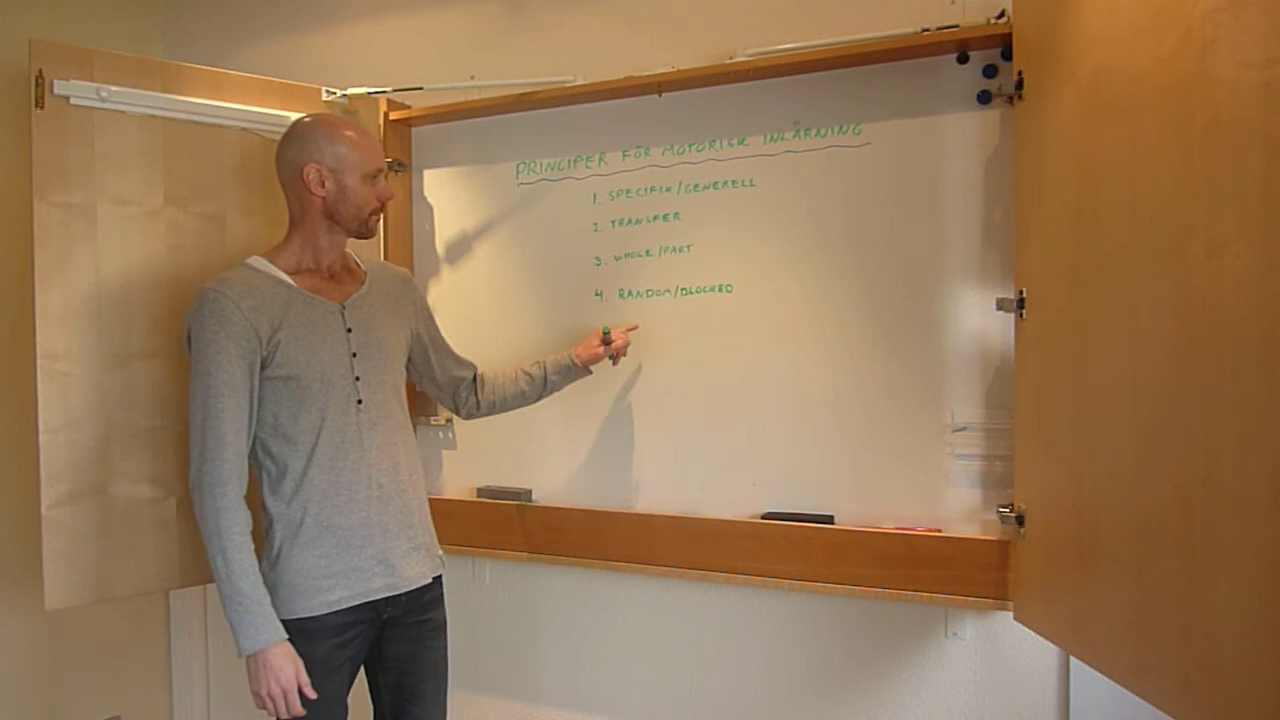 PRINCIPER FÖR MOTORISK INLÄRNING
1. SPECIFIK/GENERELL
2. TRANSFER
3. WHOLE/PART
4. RANDOM/BLOCKED